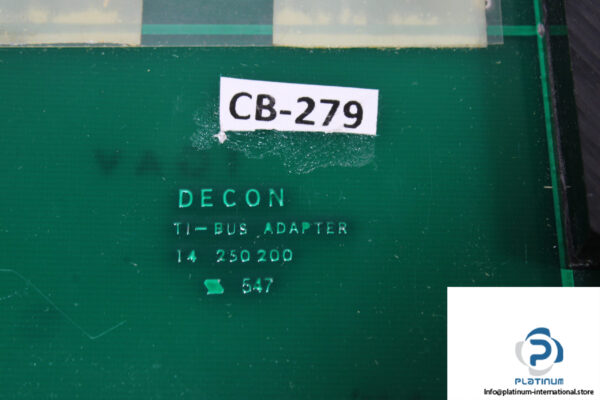 CB-279
DECON
TI-BUS ADAPTER
14 250 200
547
PLATINUM
Info@platinum-international.store